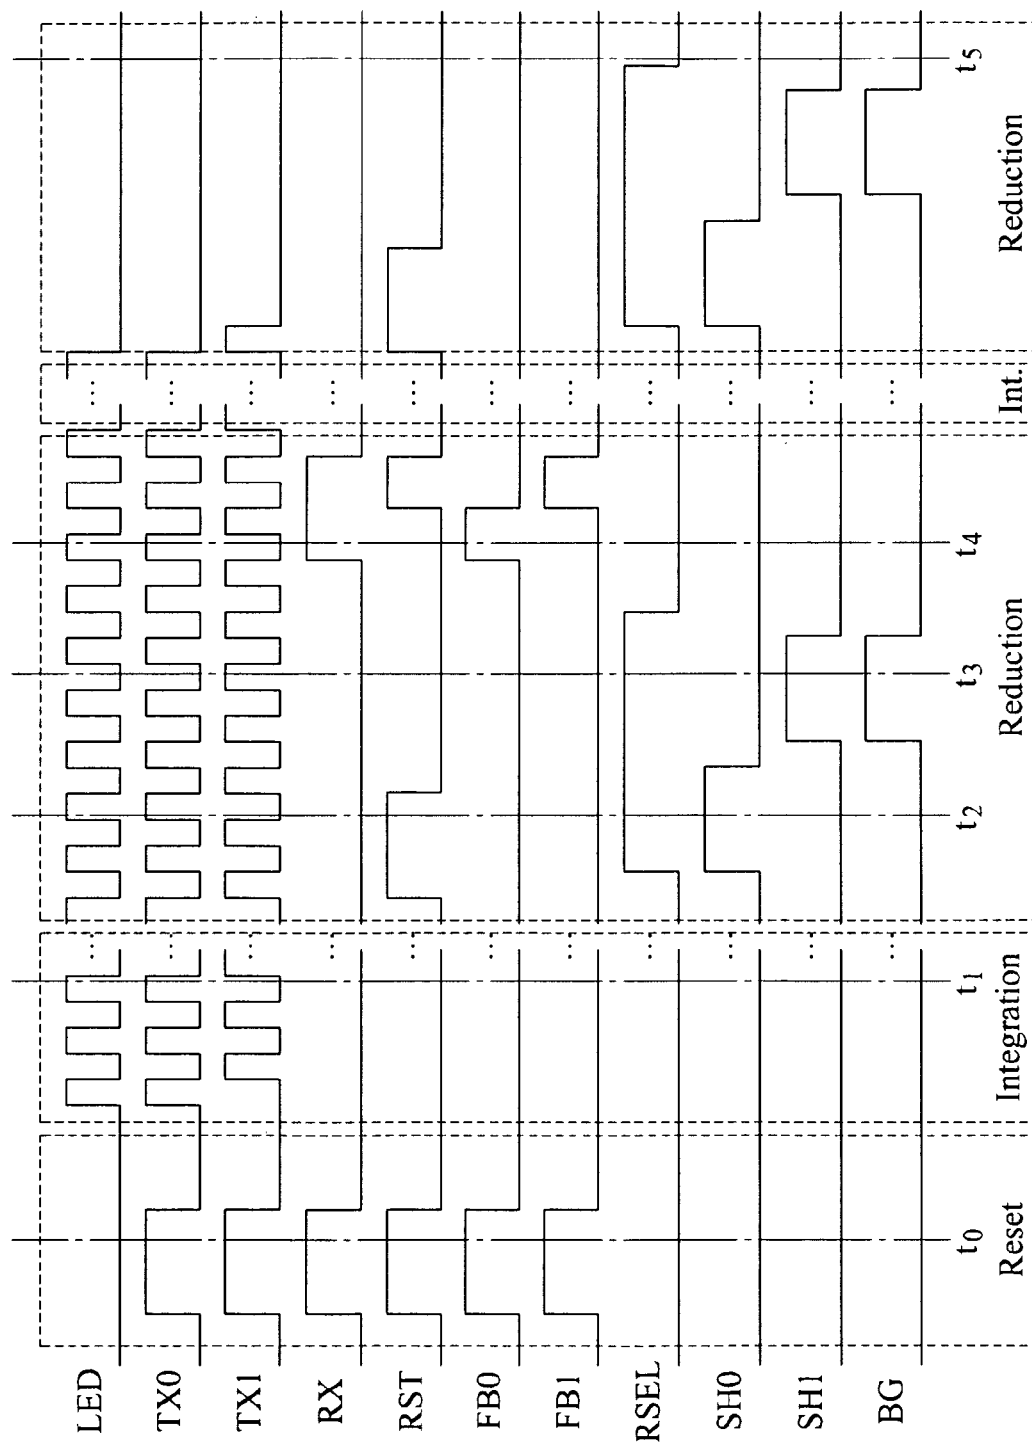 LED
TX0
TX1
RX
RST
FB0
FB1
RSEL
SH0
SH1
BG
t0
t1
t2
t3
t4
t5
Reset
Integration
Reduction
Int.
Reduction